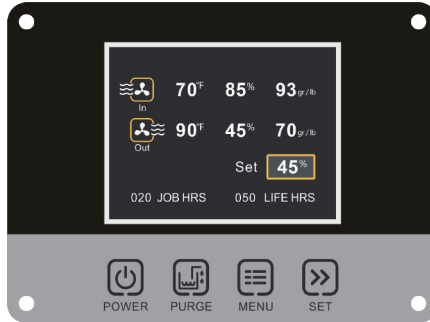 70°F 85% 93gr/lb
In
90°F 45% 70gr/lb
Out
Set 45%
020 JOB HRS 050 LIFE HRS
POWER PURGE MENU SET